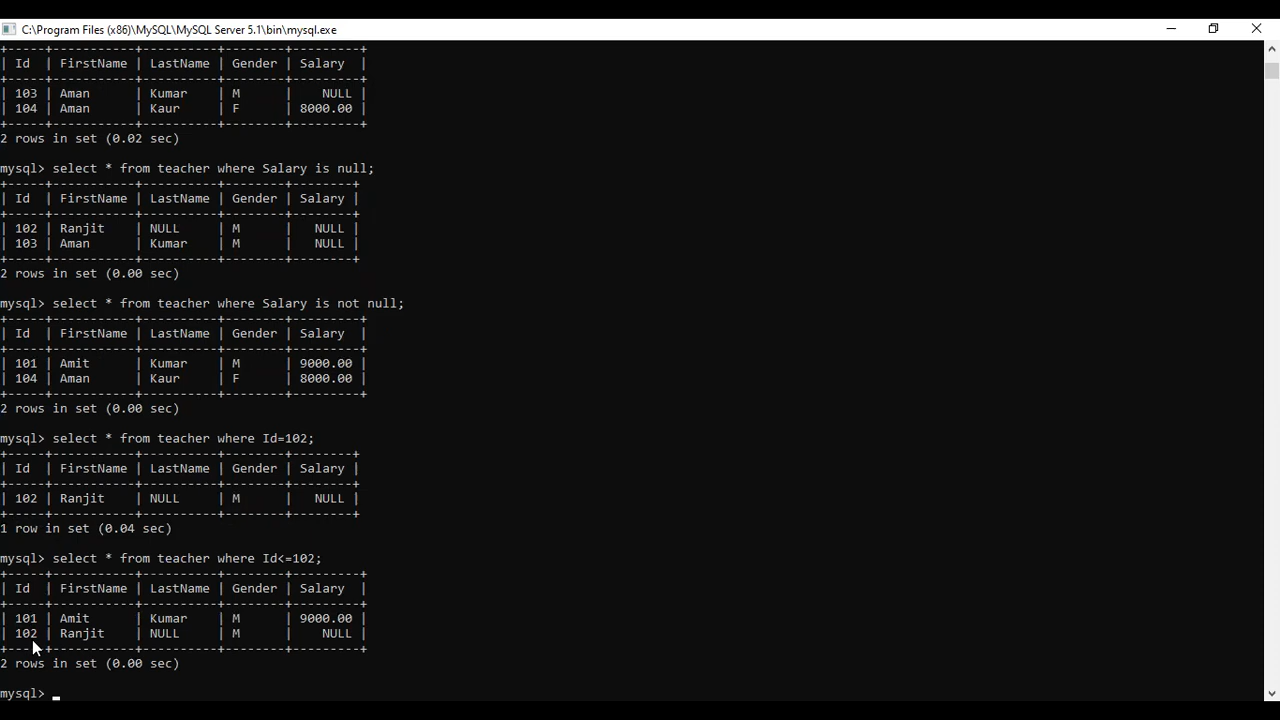 C:\Program Files (x86)\MySQL\MySQL Server 5.1\bin\mysql.exe
+-----+-----------+----------+--------+---------+
| Id  | FirstName | LastName | Gender | Salary  |
+-----+-----------+----------+--------+---------+
| 103 | Aman      | Kumar    | M      |    NULL |
| 104 | Aman      | Kaur     | F      | 8000.00 |
+-----+-----------+----------+--------+---------+
2 rows in set (0.02 sec)
mysql> select * from teacher where Salary is null;
+-----+-----------+----------+--------+--------+
| Id  | FirstName | LastName | Gender | Salary |
+-----+-----------+----------+--------+--------+
| 102 | Ranjit    | NULL     | M      |   NULL |
| 103 | Aman      | Kumar    | M      |   NULL |
+-----+-----------+----------+--------+--------+
2 rows in set (0.00 sec)
mysql> select * from teacher where Salary is not null;
+-----+-----------+----------+--------+---------+
| Id  | FirstName | LastName | Gender | Salary  |
+-----+-----------+----------+--------+---------+
| 101 | Amit      | Kumar    | M      | 9000.00 |
| 104 | Aman      | Kaur     | F      | 8000.00 |
+-----+-----------+----------+--------+---------+
2 rows in set (0.00 sec)
mysql> select * from teacher where Id=102;
+-----+-----------+----------+--------+--------+
| Id  | FirstName | LastName | Gender | Salary |
+-----+-----------+----------+--------+--------+
| 102 | Ranjit    | NULL     | M      |   NULL |
+-----+-----------+----------+--------+--------+
1 row in set (0.04 sec)
mysql> select * from teacher where Id<=102;
+-----+-----------+----------+--------+---------+
| Id  | FirstName | LastName | Gender | Salary  |
+-----+-----------+----------+--------+---------+
| 101 | Amit      | Kumar    | M      | 9000.00 |
| 102 | Ranjit    | NULL     | M      |    NULL |
+-----+-----------+----------+--------+---------+
2 rows in set (0.00 sec)
mysql> _